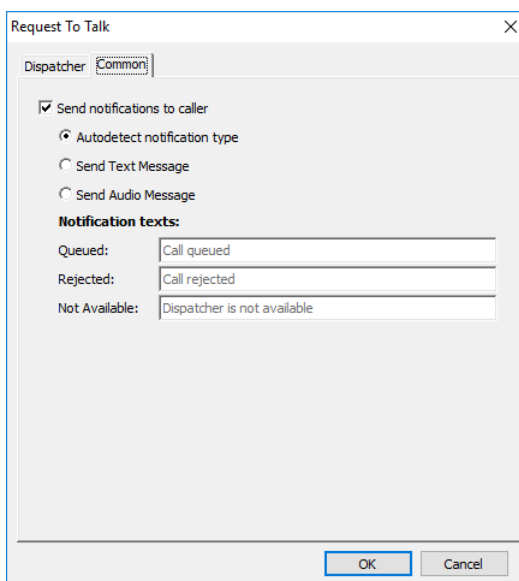 Request To Talk
Dispatcher Common
Send notifications to caller
Autodetect notification type
Send Text Message
Send Audio Message
Notification texts:
Queued: Call queued
Rejected: Call rejected
Not Available: Dispatcher is not available
OK Cancel